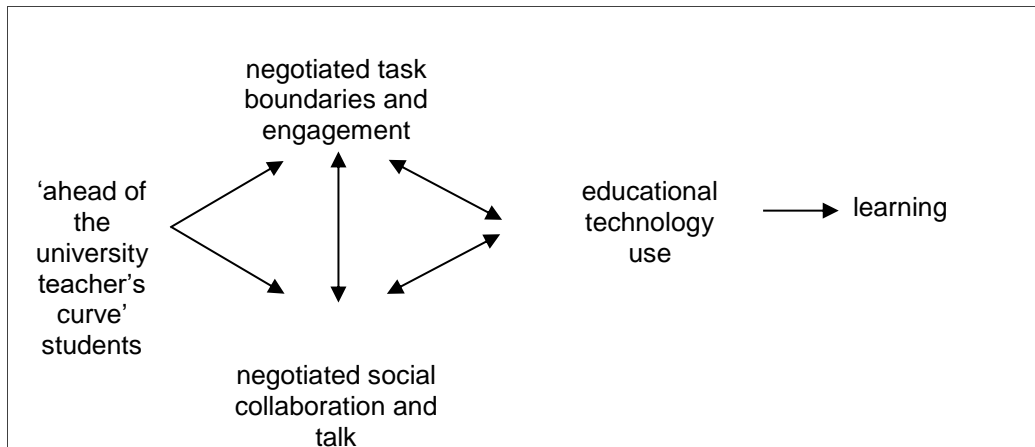 negotiated task
boundaries and
engagement
‘ahead of
the
university
teacher’s
curve’
students
educational
technology
use
learning
negotiated social
collaboration and
talk